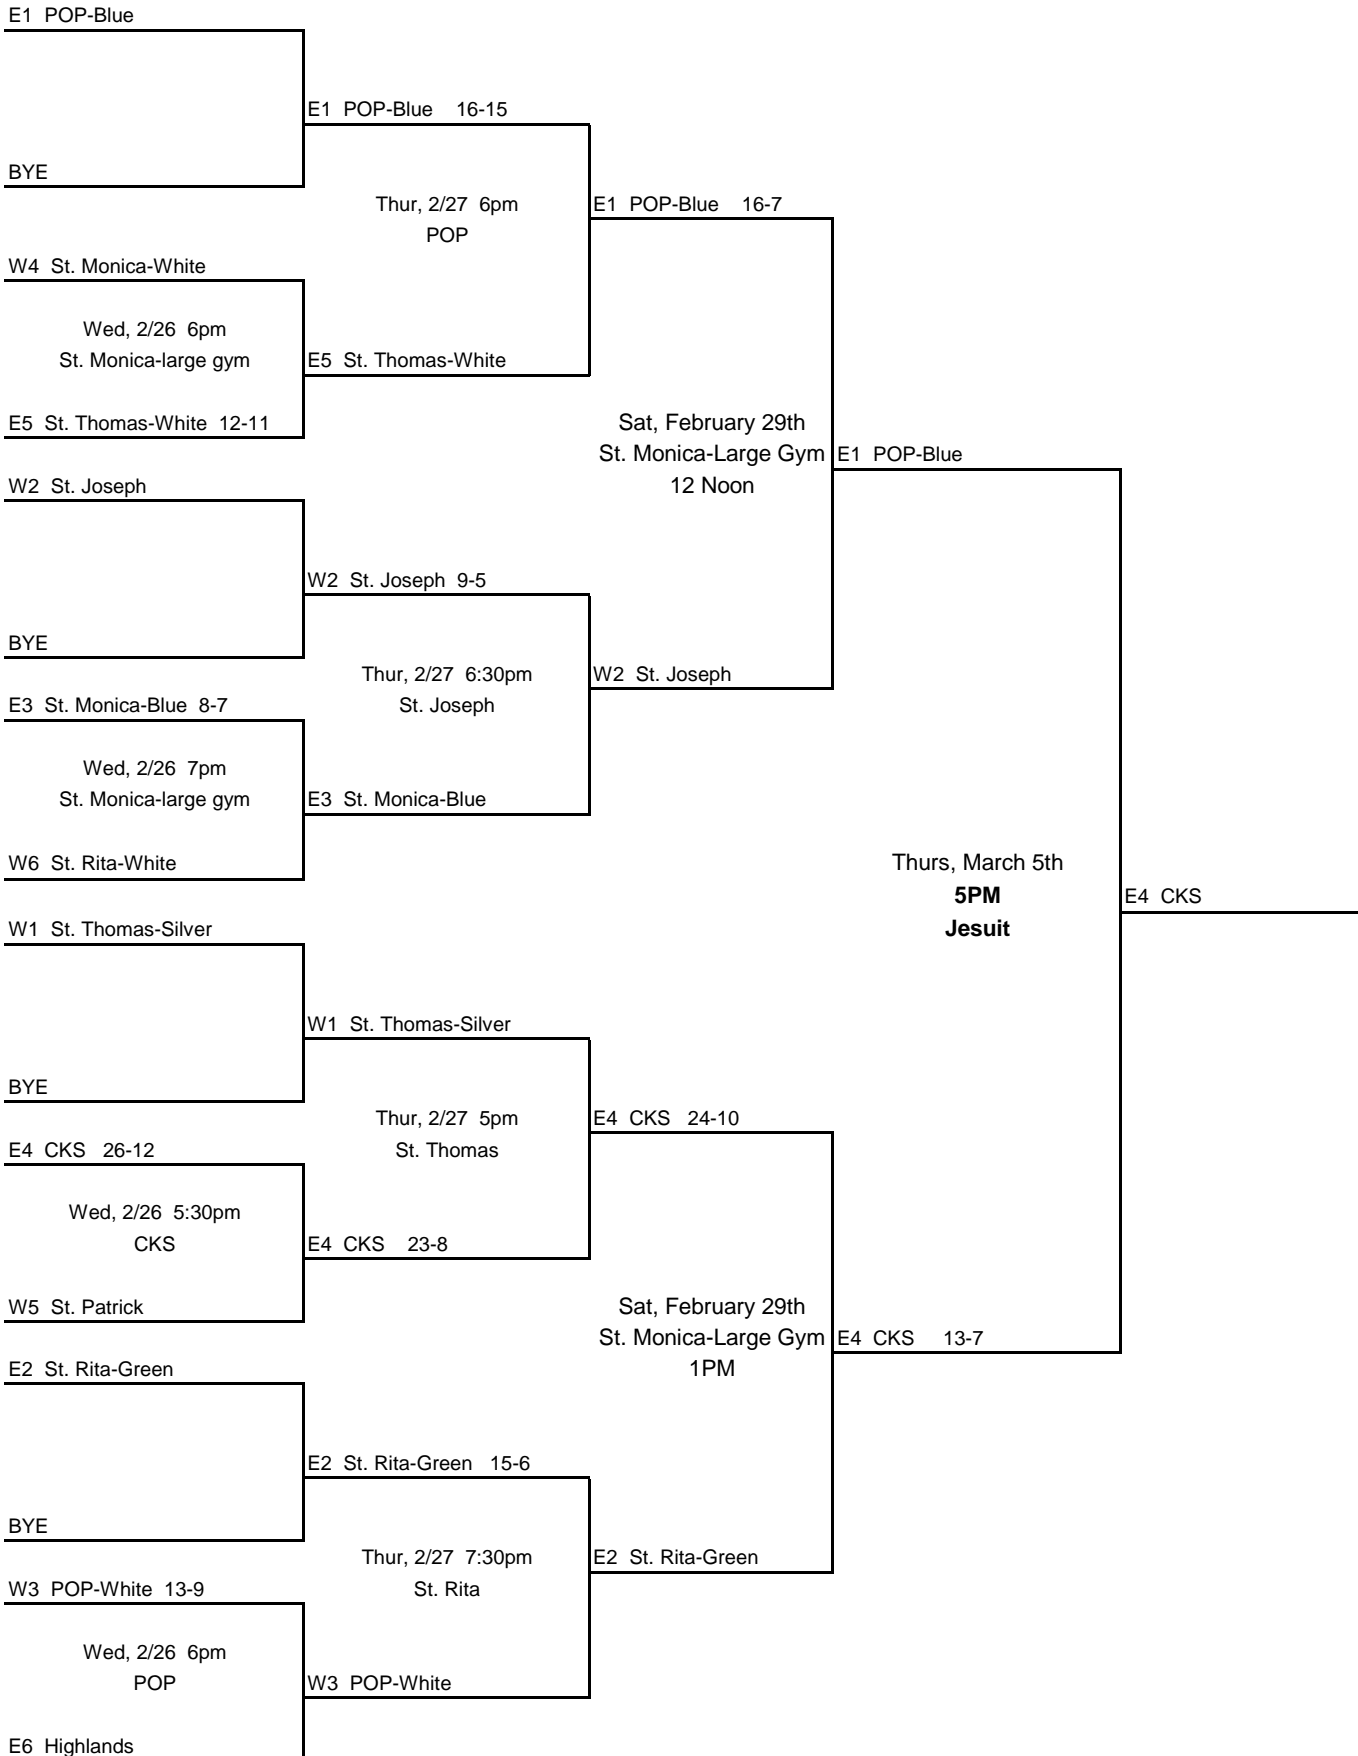 E1 POP-Blue
E1 POP-Blue 16-15
BYE
Thur, 2/27 6pm
POP
E1 POP-Blue 16-7
W4 St. Monica-White
Wed, 2/26 6pm
St. Monica-large gym
E5 St. Thomas-White
E5 St. Thomas-White 12-11
Sat, February 29th
St. Monica-Large Gym
12 Noon
E1 POP-Blue
W2 St. Joseph
W2 St. Joseph 9-5
BYE
Thur, 2/27 6:30pm
St. Joseph
W2 St. Joseph
E3 St. Monica-Blue 8-7
Wed, 2/26 7pm
St. Monica-large gym
E3 St. Monica-Blue
W6 St. Rita-White
Thurs, March 5th
5PM
Jesuit
E4 CKS
W1 St. Thomas-Silver
W1 St. Thomas-Silver
BYE
Thur, 2/27 5pm
St. Thomas
E4 CKS 24-10
E4 CKS 26-12
Wed, 2/26 5:30pm
CKS
E4 CKS 23-8
W5 St. Patrick
Sat, February 29th
St. Monica-Large Gym
1PM
E4 CKS 13-7
E2 St. Rita-Green
E2 St. Rita-Green 15-6
BYE
Thur, 2/27 7:30pm
St. Rita
E2 St. Rita-Green
W3 POP-White 13-9
Wed, 2/26 6pm
POP
W3 POP-White
E6 Highlands